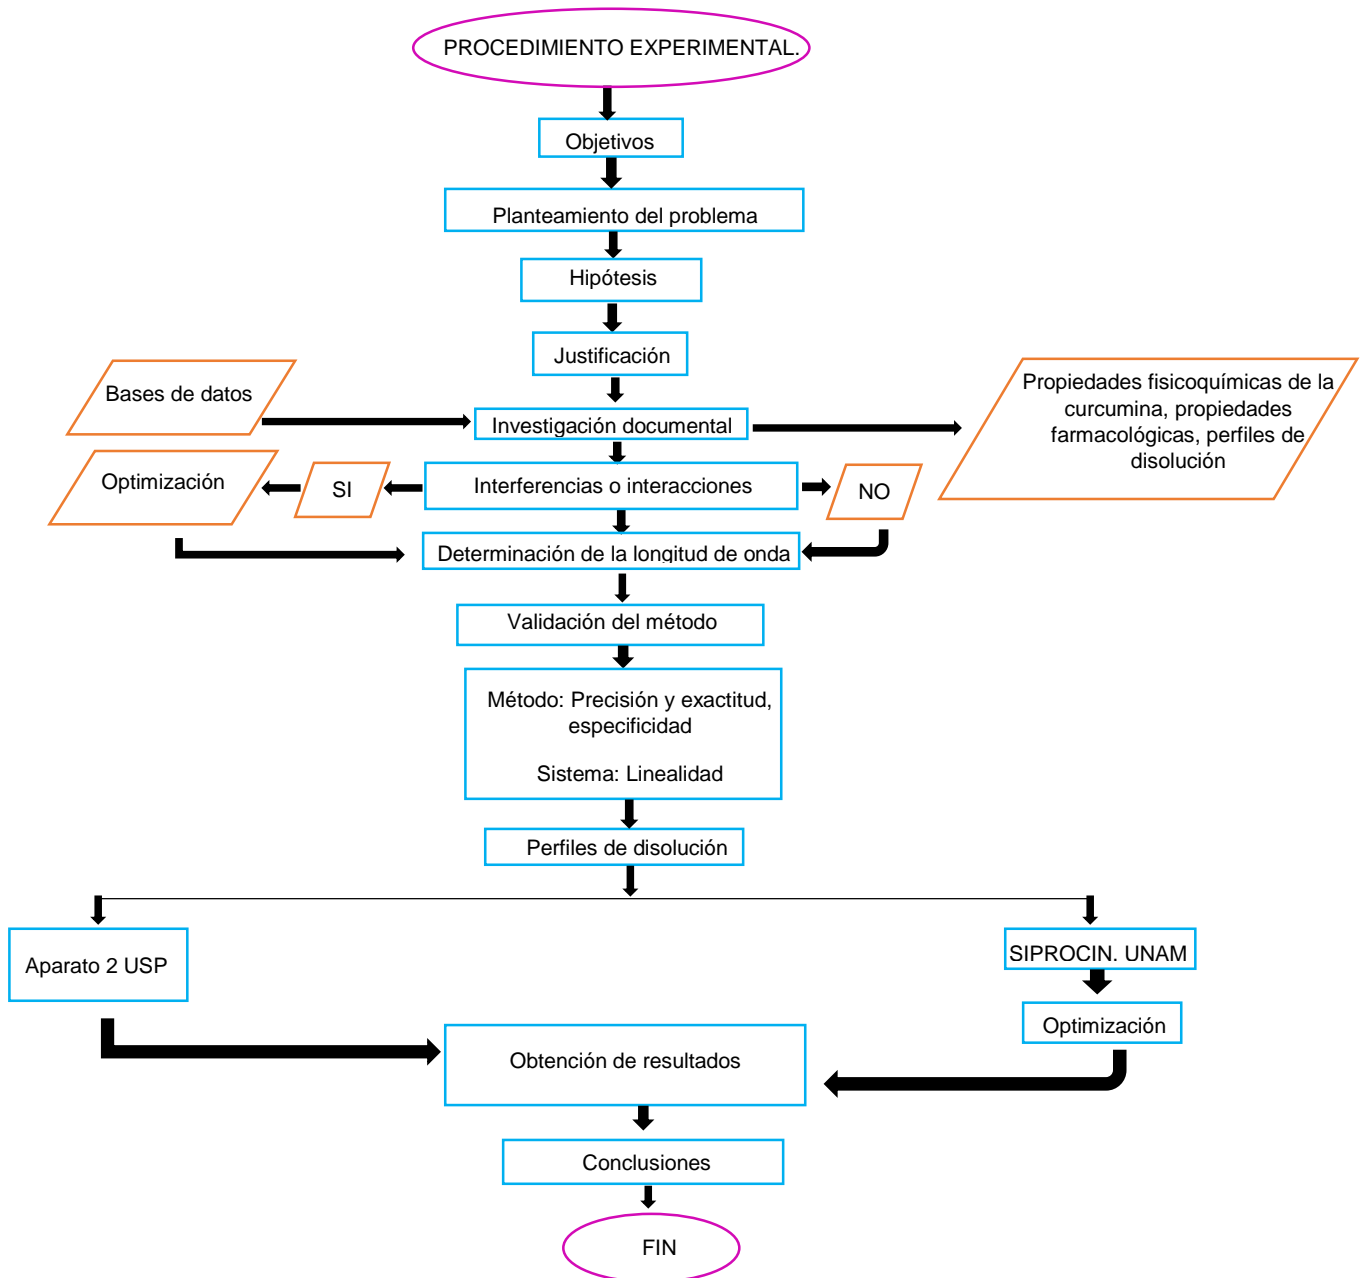 PROCEDIMIENTO EXPERIMENTAL.
Objetivos
Planteamiento del problema
Hipótesis
Justificación
Bases de datos
Investigación documental
Propiedades fisicoquímicas de la
curcumina, propiedades
farmacológicas, perfiles de
disolución
Optimización
SI
Interferencias o interacciones
NO
Determinación de la longitud de onda
Validación del método
Método: Precisión y exactitud,
especificidad
Sistema: Linealidad
Perfiles de disolución
Aparato 2 USP
SIPROCIN. UNAM
Optimización
Obtención de resultados
Conclusiones
FIN